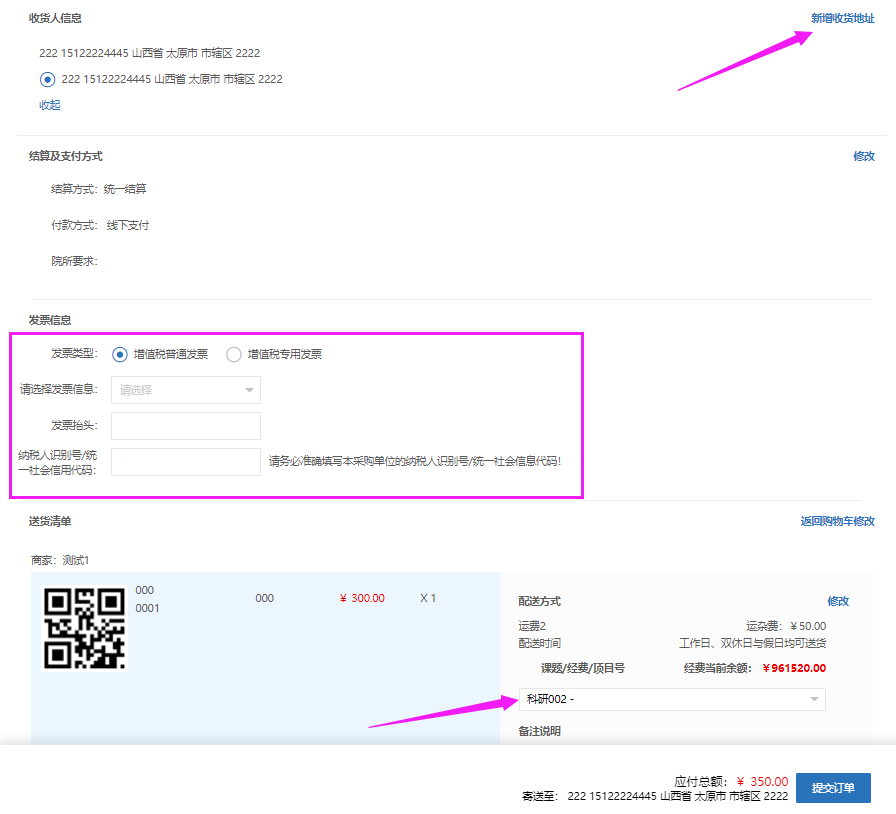 收货人信息 新增收货地址
222 15122224445 山西省 太原市 市辖区 2222
222 15122224445 山西省 太原市 市辖区 2222
收起
结算及支付方式 修改
结算方式：统一结算
付款方式： 线下支付
院所要求：
发票信息
发票类型： 增值税普通发票 增值税专用发票
请选择发票信息： 请选择
发票抬头：
纳税人识别号/统
一社会信用代码： 请务必准确填写本采购单位的纳税人识别号/统一社会信息代码！
送货清单 返回购物车修改
商家：测试1
000 000 ￥ 300.00 X 1
0001
配送方式 修改
运费2 运杂费：￥50.00
配送时间 工作日、双休日与假日均可送货
课题/经费/项目号 经费当前余额：￥961520.00
科研002 -
备注说明
应付总额：￥ 350.00
寄送至： 222 15122224445 山西省 太原市 市辖区 2222
提交订单